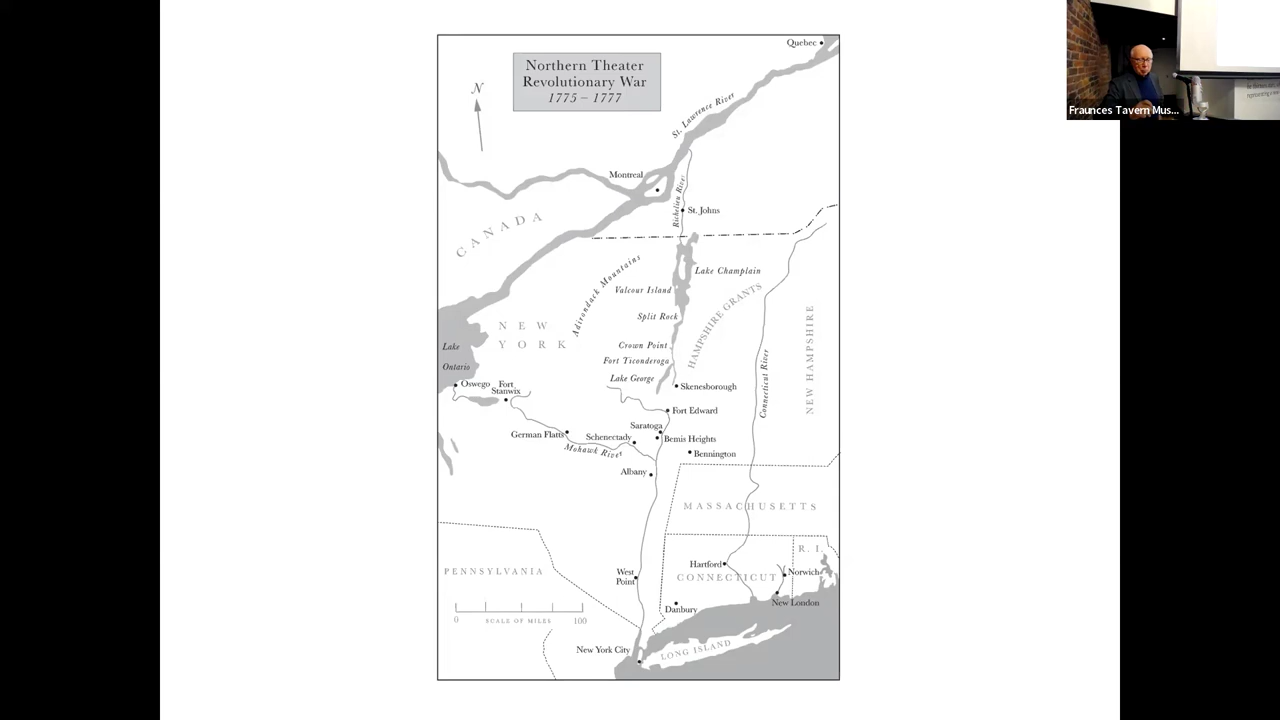 Northern Theater
Revolutionary War
1775 – 1777
N
Quebec
St. Lawrence River
Montreal
Richelieu River
St. Johns
CANADA
Adirondack Mountains
Lake Champlain
Valcour Island
HAMPSHIRE GRANTS
Split Rock
NEW
YORK
Crown Point
Fort Ticonderoga
Lake George
Lake
Ontario
Skenesborough
Connecticut River
NEW HAMPSHIRE
Oswego
Fort
Stanwix
Fort Edward
Saratoga
German Flatts
Schenectady
Bemis Heights
Mohawk River
Bennington
Albany
MASSACHUSETTS
R. I.
Hartford
PENNSYLVANIA
West
Point
CONNECTICUT
Norwich
Danbury
New London
0 SCALE OF MILES 100
New York City
LONG ISLAND
Fraunces Tavern Mus...